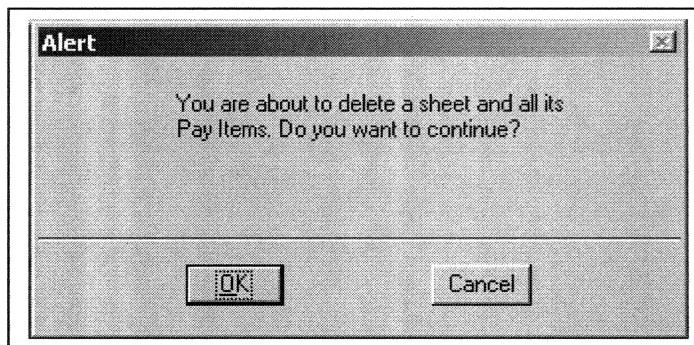 Alert
You are about to delete a sheet and all its
Pay Items. Do you want to continue?
OK
Cancel